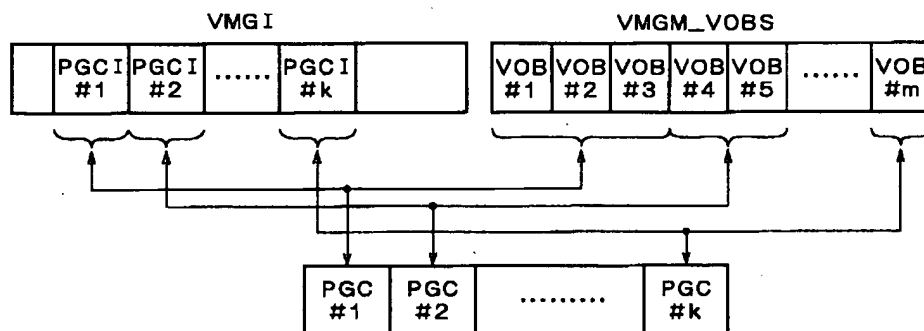 VMGI VMGM_VOBS
PGCI PGCI ...... PGCI VOB VOB VOB VOB VOB ...... VOB
#1 #2 #k #1 #2 #3 #4 #5 #m
PGC PGC ......... PGC
#1 #2 #k